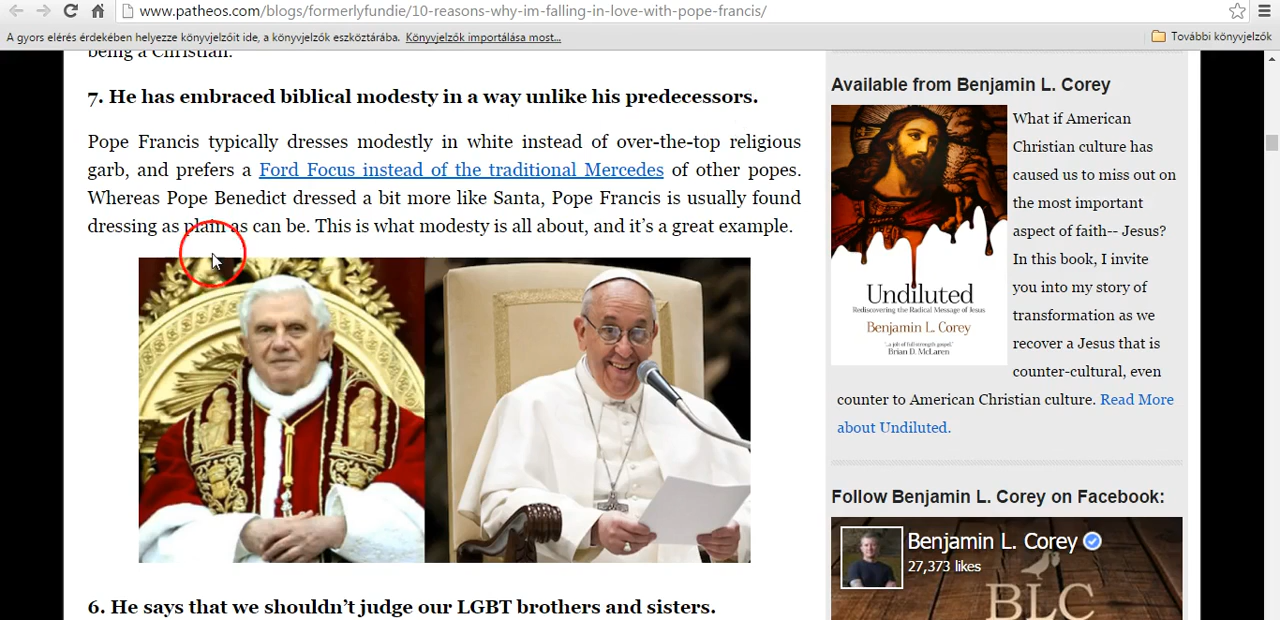 www.patheos.com/blogs/formerlyfundie/10-reasons-why-im-falling-in-love-with-pope-francis/
A gyors elérés érdekében helyezze könyvjelzőit ide, a könyvjelzők eszköztárába. Könyvjelzők importálása most...
További könyvjelzők
being a Christian.
7. He has embraced biblical modesty in a way unlike his predecessors.
Pope Francis typically dresses modestly in white instead of over-the-top religious
garb, and prefers a Ford Focus instead of the traditional Mercedes of other popes.
Whereas Pope Benedict dressed a bit more like Santa, Pope Francis is usually found
dressing as plain as can be. This is what modesty is all about, and it’s a great example.
6. He says that we shouldn’t judge our LGBT brothers and sisters.
Available from Benjamin L. Corey
Undiluted
Rediscovering the Radical Message of Jesus
Benjamin L. Corey
"...a jolt of full-strength gospel."
Brian D. McLaren
What if American
Christian culture has
caused us to miss out on
the most important
aspect of faith-- Jesus?
In this book, I invite
you into my story of
transformation as we
recover a Jesus that is
counter-cultural, even
counter to American Christian culture. Read More
about Undiluted.
Follow Benjamin L. Corey on Facebook:
Benjamin L. Corey
27,373 likes
BLC